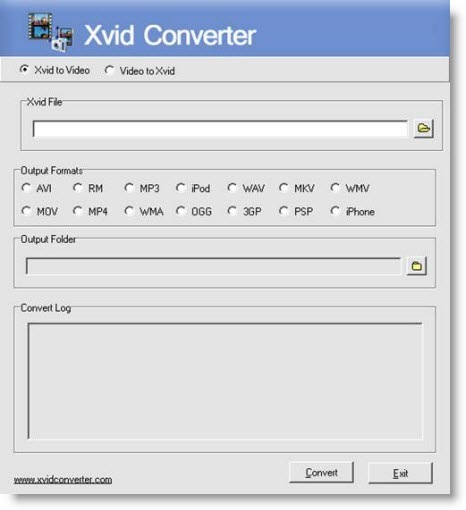 Xvid Converter
Xvid to Video Video to Xvid
Xvid File
Output Formats
AVI RM MP3 iPod WAV MKV WMV
MOV MP4 WMA OGG 3GP PSP iPhone
Output Folder
Convert Log
www.xvidconverter.com Convert Exit